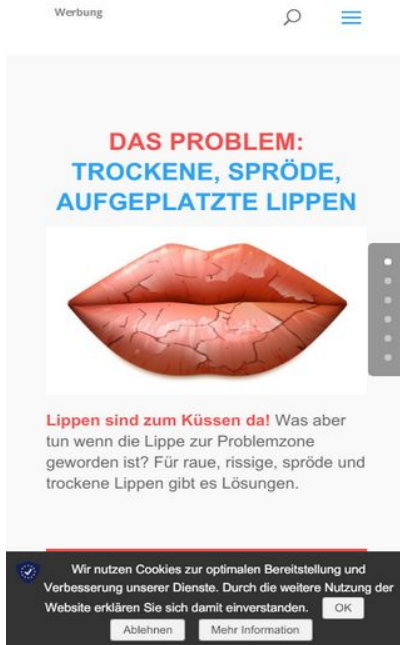 Werbung
DAS PROBLEM:
TROCKENE, SPRÖDE,
AUFGEPLATZTE LIPPEN
Lippen sind zum Küssen da! Was aber
tun wenn die Lippe zur Problemzone
geworden ist? Für raue, rissige, spröde und
trockene Lippen gibt es Lösungen.
Wir nutzen Cookies zur optimalen Bereitstellung und
Verbesserung unserer Dienste. Durch die weitere Nutzung der
Website erklären Sie sich damit einverstanden. OK
Ablehnen Mehr Information